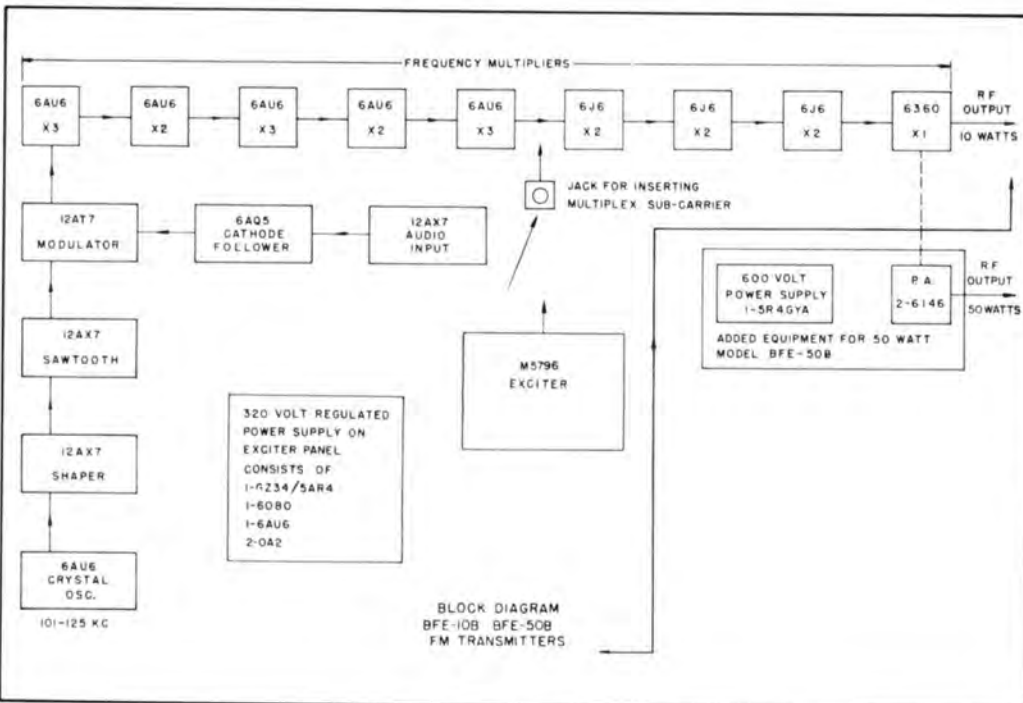 FREQUENCY MULTIPLIERS
6AU6
X3
6AU6
X2
6AU6
X3
6AU6
X2
6AU6
X3
6J6
X2
6J6
X2
6J6
X2
6360
X1
RF
OUTPUT
10 WATTS
JACK FOR INSERTING
MULTIPLEX SUB-CARRIER
12AT7
MODULATOR
6AQ5
CATHODE
FOLLOWER
12AX7
AUDIO
INPUT
600 VOLT
POWER SUPPLY
1-5R4GYA
P.A.
2-6146
RF
OUTPUT
50WATTS
ADDED EQUIPMENT FOR 50 WATT
MODEL BFE-50B
12AX7
SAWTOOTH
M5796
EXCITER
320 VOLT REGULATED
POWER SUPPLY ON
EXCITER PANEL
CONSISTS OF
1-GZ34/5AR4
1-6080
1-6AU6
2-OA2
12AX7
SHAPER
6AU6
CRYSTAL
OSC.
101-125 KC
BLOCK DIAGRAM
BFE-10B BFE-50B
FM TRANSMITTERS